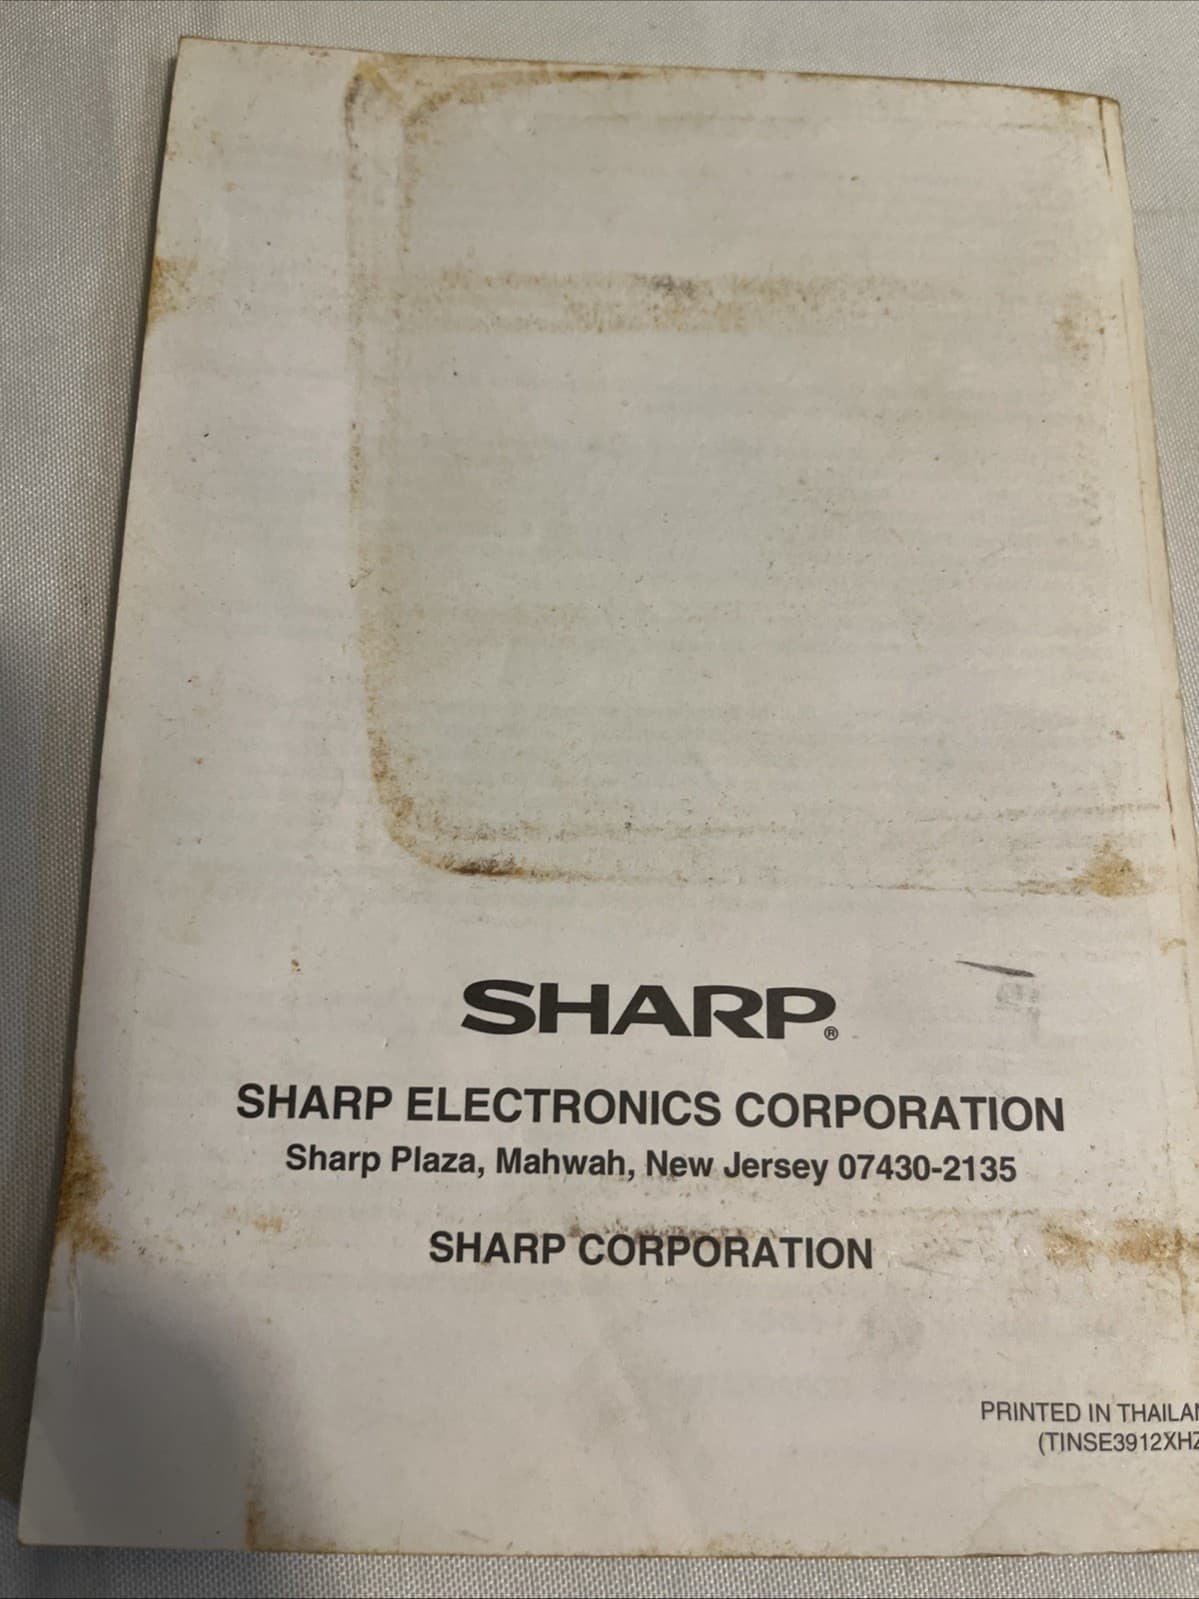 SHARP®
SHARP ELECTRONICS CORPORATION
Sharp Plaza, Mahwah, New Jersey 07430-2135
SHARP CORPORATION
PRINTED IN THAILAN
(TINSE3912XHZ